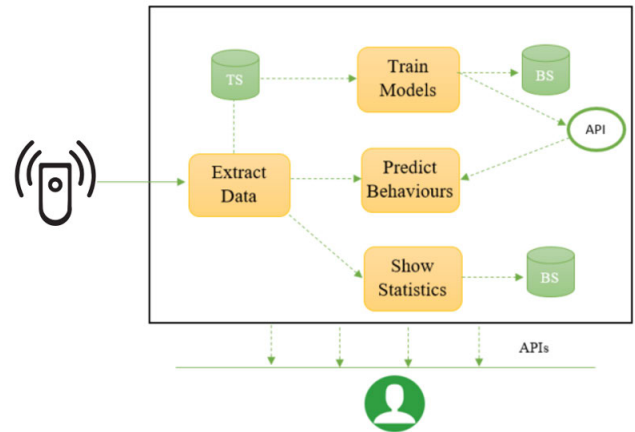 TS
Train
Models
BS
API
Extract
Data
Predict
Behaviours
Show
Statistics
BS
APIs